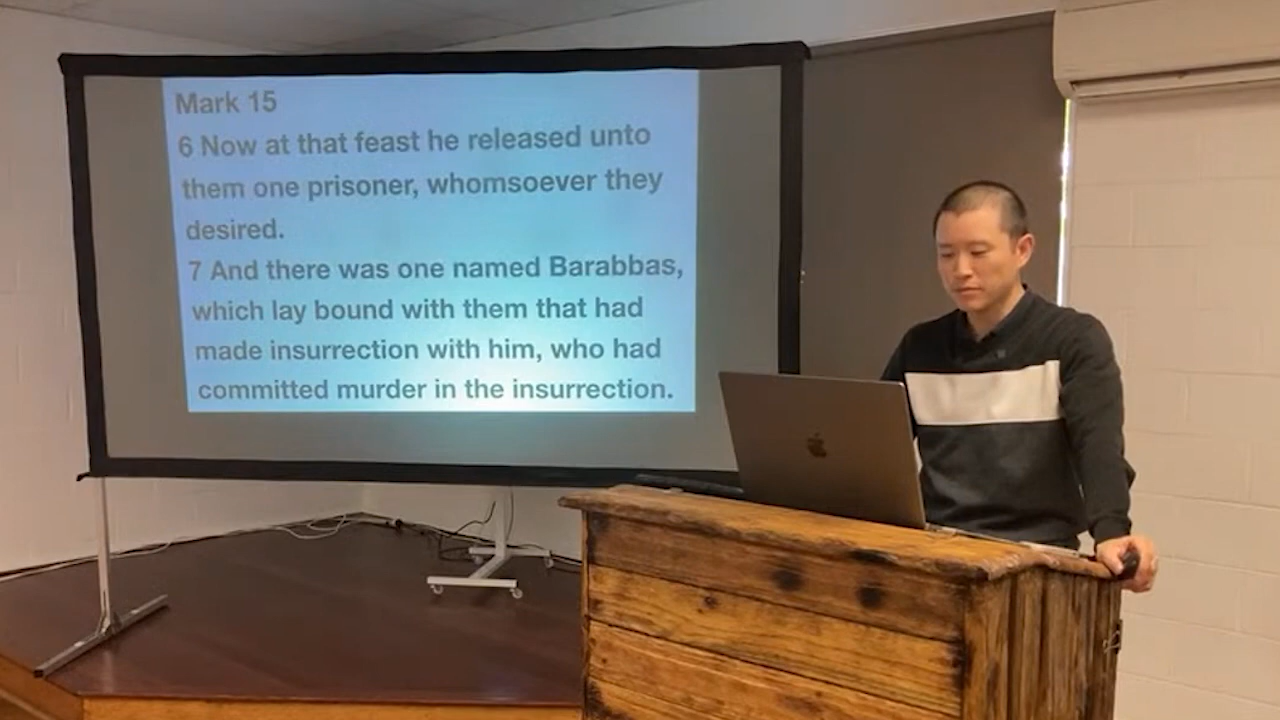 Mark 15
6 Now at that feast he released unto
them one prisoner, whomsoever they
desired.
7 And there was one named Barabbas,
which lay bound with them that had
made insurrection with him, who had
committed murder in the insurrection.